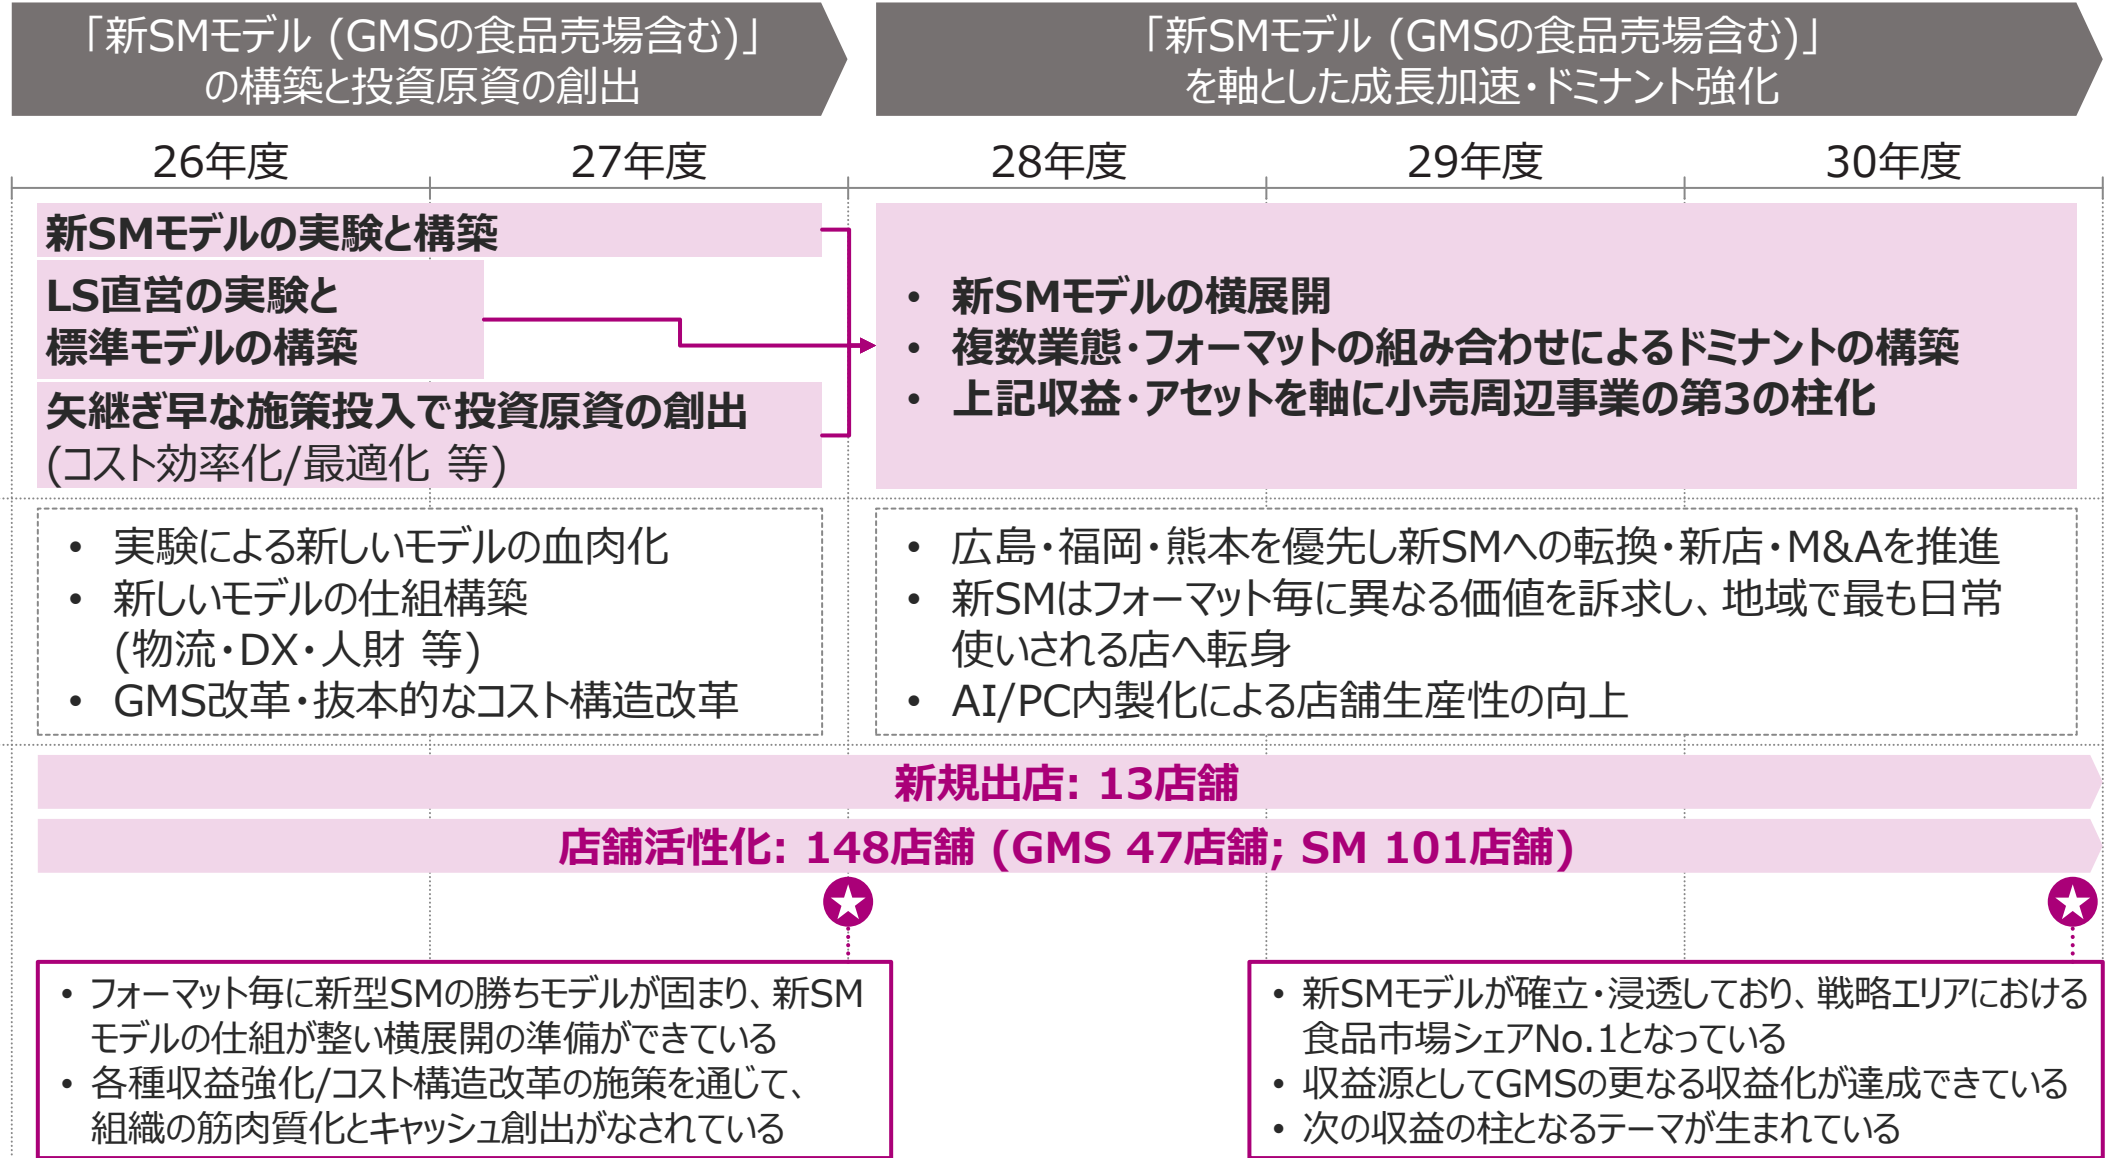 「新SMモデル (GMSの食品売場含む)」
の構築と投資原資の創出
「新SMモデル (GMSの食品売場含む)」
を軸とした成長加速・ドミナント強化
26年度
27年度
28年度
29年度
30年度
新SMモデルの実験と構築
LS直営の実験と
標準モデルの構築
矢継ぎ早な施策投入で投資原資の創出
(コスト効率化/最適化 等)
• 新SMモデルの横展開
• 複数業態・フォーマットの組み合わせによるドミナントの構築
• 上記収益・アセットを軸に小売周辺事業の第3の柱化
• 実験による新しいモデルの血肉化
• 新しいモデルの仕組構築
(物流・DX・人財 等)
• GMS改革・抜本的なコスト構造改革
• 広島・福岡・熊本を優先し新SMへの転換・新店・M&Aを推進
• 新SMはフォーマット毎に異なる価値を訴求し、地域で最も日常
使いされる店へ転身
• AI/PC内製化による店舗生産性の向上
新規出店: 13店舗
店舗活性化: 148店舗 (GMS 47店舗; SM 101店舗)
• フォーマット毎に新型SMの勝ちモデルが固まり、新SM
モデルの仕組が整い横展開の準備ができている
• 各種収益強化/コスト構造改革の施策を通じて、
組織の筋肉質化とキャッシュ創出がなされている
• 新SMモデルが確立・浸透しており、戦略エリアにおける
食品市場シェアNo.1となっている
• 収益源としてGMSの更なる収益化が達成できている
• 次の収益の柱となるテーマが生まれている